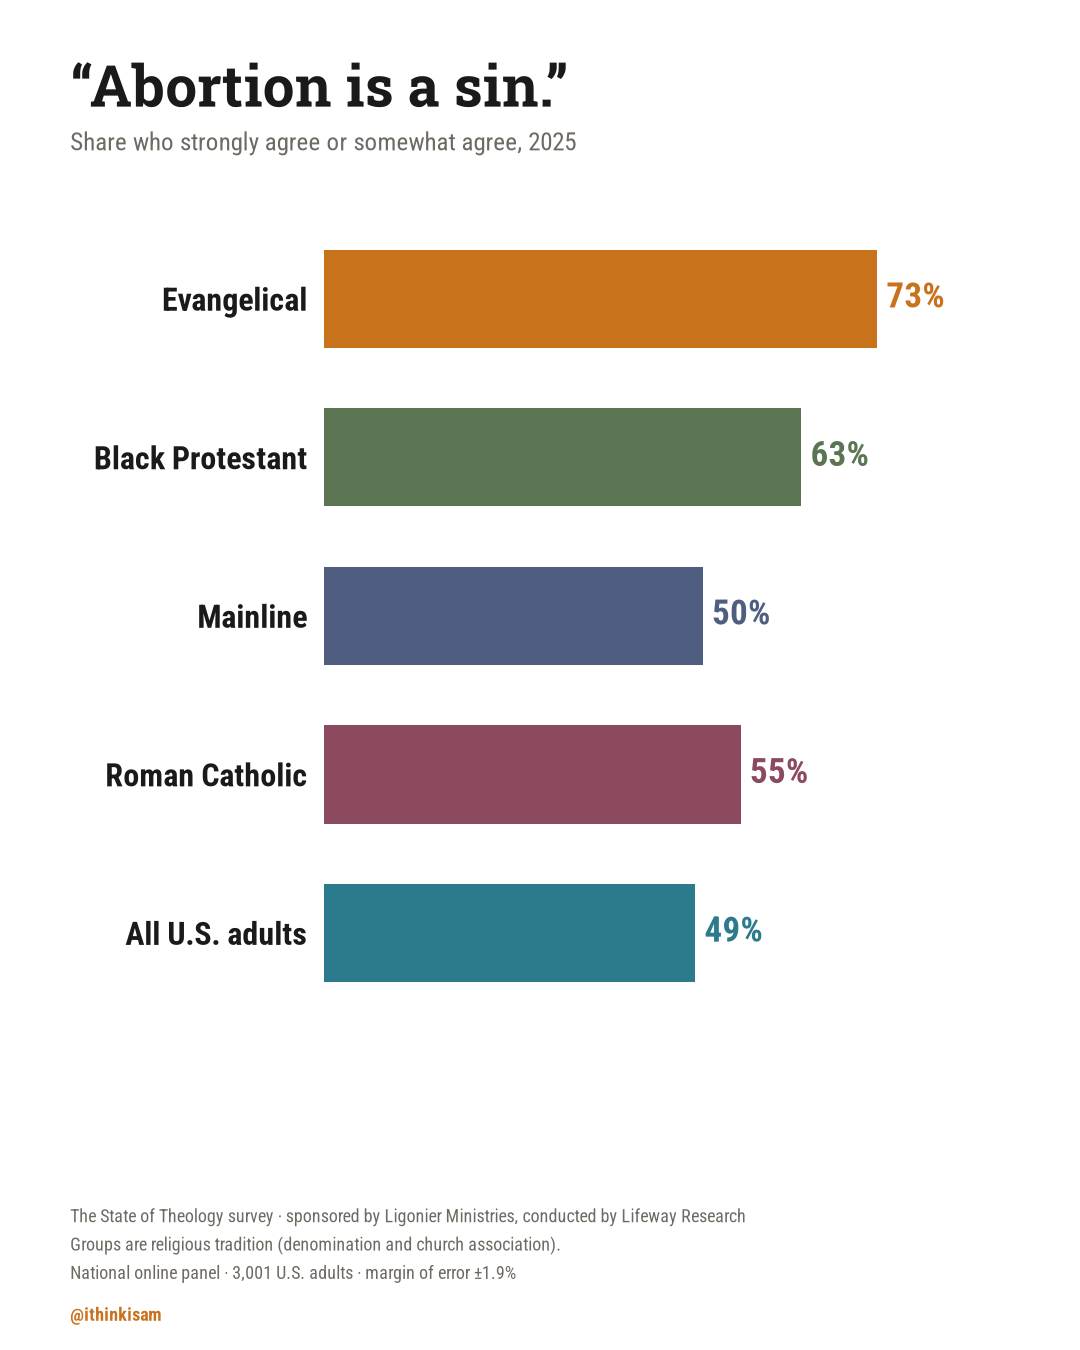 “Abortion is a sin.”
Share who strongly agree or somewhat agree, 2025
Evangelical 73%
Black Protestant 63%
Mainline 50%
Roman Catholic 55%
All U.S. adults 49%
The State of Theology survey · sponsored by Ligonier Ministries, conducted by Lifeway Research
Groups are religious tradition (denomination and church association).
National online panel · 3,001 U.S. adults · margin of error ±1.9%
@ithinkisam